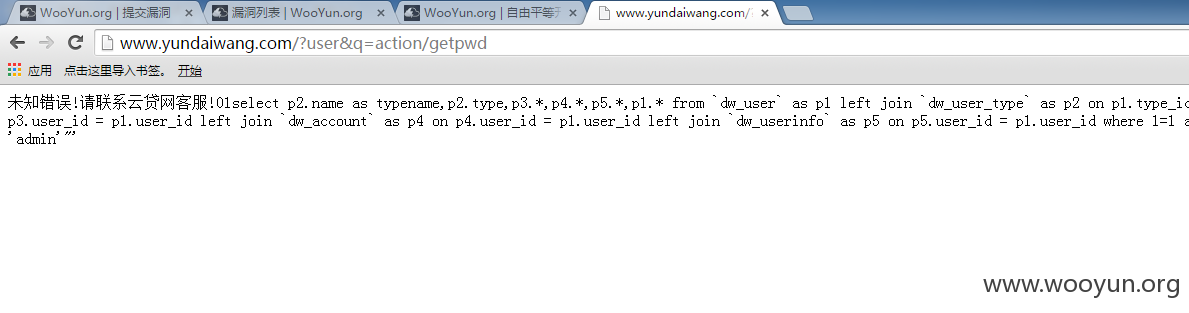 WooYun.org | 提交漏洞
漏洞列表 | WooYun.org
WooYun.org | 自由平等开
www.yundaiwang.com/?
www.yundaiwang.com/?user&q=action/getpwd
应用 点击这里导入书签。 开始
未知错误!请联系云贷网客服!01select p2.name as typename,p2.type,p3.*,p4.*,p5.*,p1.* from `dw_user` as p1 left join `dw_user_type` as p2 on p1.type_id
p3.user_id = p1.user_id left join `dw_account` as p4 on p4.user_id = p1.user_id left join `dw_userinfo` as p5 on p5.user_id = p1.user_id where 1=1 a
'admin'"'
www.wooyun.org